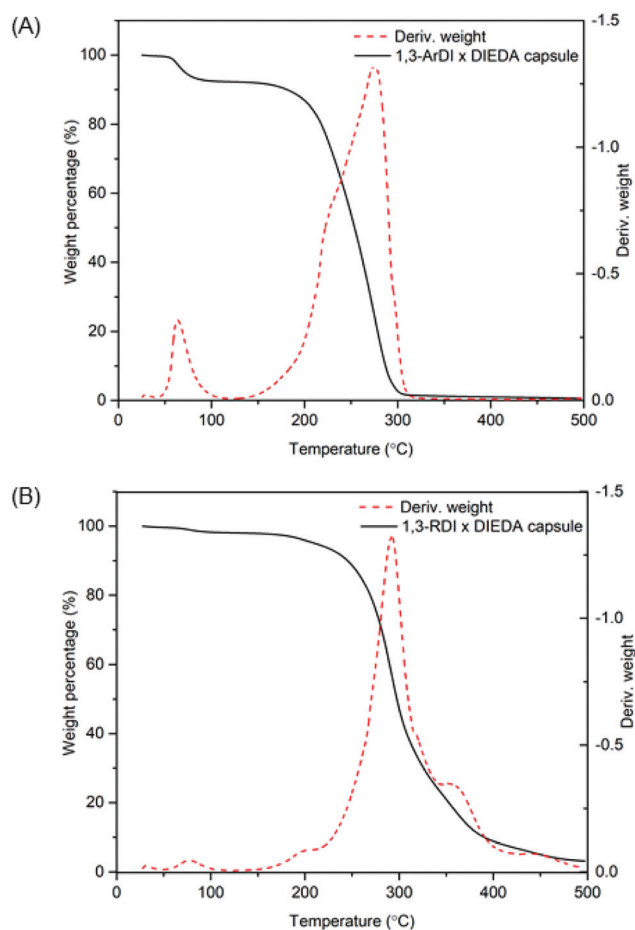 (A)
Deriv. weight
1,3-ArDI x DIEDA capsule
Weight percentage (%)
100
80
60
40
20
0
-1.5
-1.0
-0.5
0.0
Deriv. weight
0 100 200 300 400 500
Temperature (°C)
(B)
Deriv. weight
1,3-RDI x DIEDA capsule
Weight percentage (%)
100
80
60
40
20
0
-1.5
-1.0
-0.5
0.0
Deriv. weight
0 100 200 300 400 500
Temperature (°C)